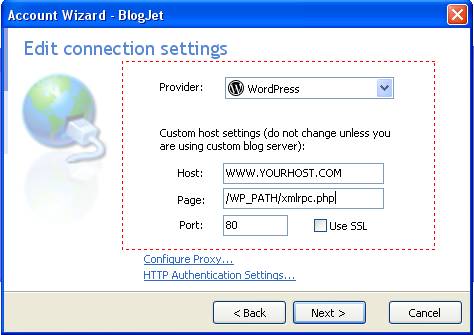 Account Wizard - BlogJet
Edit connection settings
Provider: WordPress
Custom host settings (do not change unless you
are using custom blog server):
Host: WWW.YOURHOST.COM
Page: /WP_PATH/xmlrpc.php
Port: 80 Use SSL
Configure Proxy...
HTTP Authentication Settings...
< Back Next > Cancel